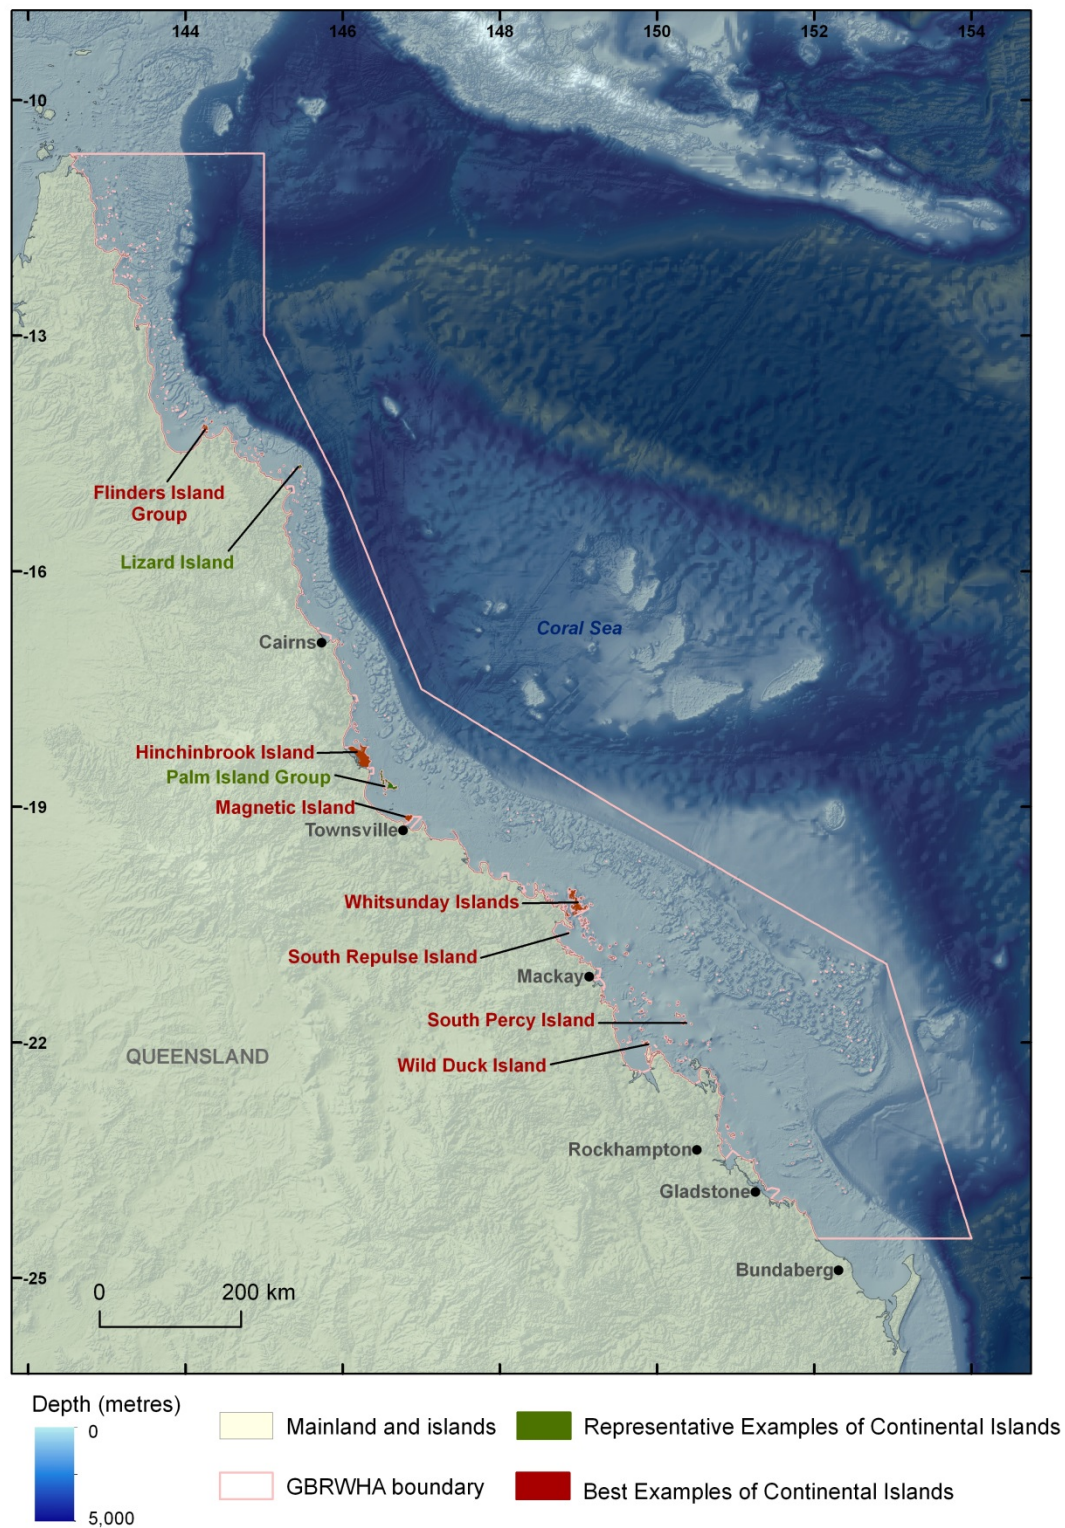 144 146 148 150 152 154
-10
-13
Flinders Island
Group
Lizard Island
-16
Coral Sea
Cairns
Hinchinbrook Island
Palm Island Group
Magnetic Island
-19
Townsville
Whitsunday Islands
South Repulse Island
Mackay
South Percy Island
-22
QUEENSLAND
Wild Duck Island
Rockhampton
Gladstone
Bundaberg
-25
0 200 km
Depth (metres)
0
5,000
Mainland and islands
GBRWHA boundary
Representative Examples of Continental Islands
Best Examples of Continental Islands